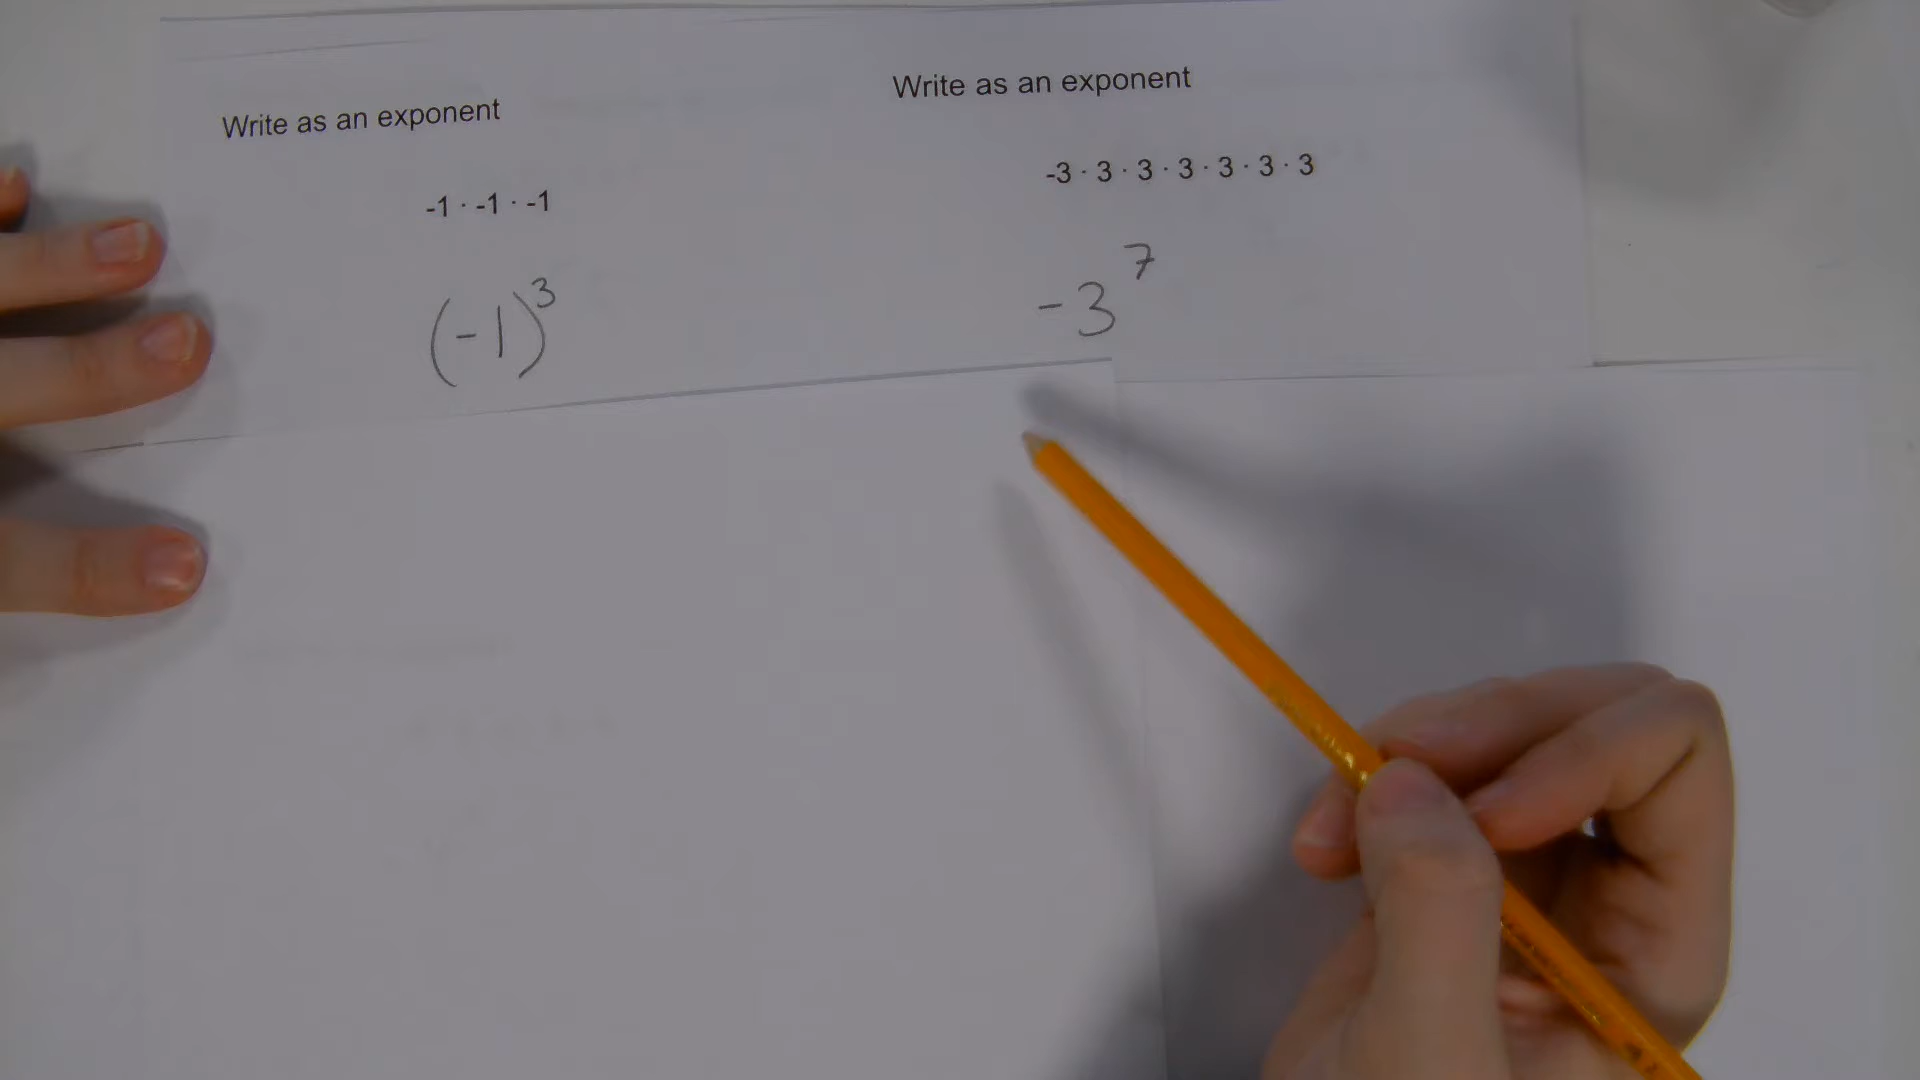 Write as an exponent
-1 · -1 · -1
(-1)³
Write as an exponent
-3 · 3 · 3 · 3 · 3 · 3 · 3
-3⁷